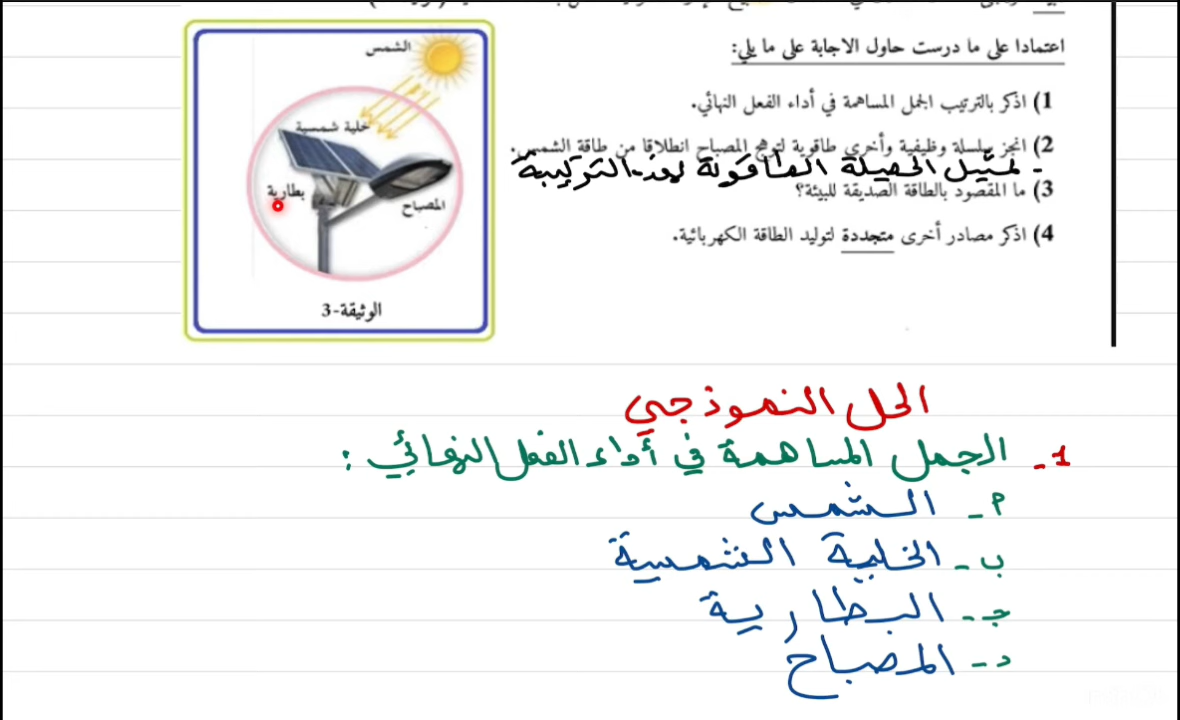 اعتمادا على ما درست حاول الاجابة على ما يلي:
1) اذكر بالترتيب الجمل المساهمة في أداء الفعل النهائي.
2) انجز سلسلة وظيفية وأخرى طاقوية لتوهج المصباح انطلاقا من طاقة الشمس.
- مثيل الحصيلة الطاقوية لهذه التركيبة
3) ما المقصود بالطاقة الصديقة للبيئة؟
4) اذكر مصادر أخرى متجددة لتوليد الطاقة الكهربائية.
الشمس
خلية شمسية
بطارية
المصباح
الوثيقة-3
الحل النموذجي
1- الجمل المساهمة في أداء الفعل النهائي :
م- الشمس
ب- الخلية الشمسية
ج- البطارية
د- المصباح